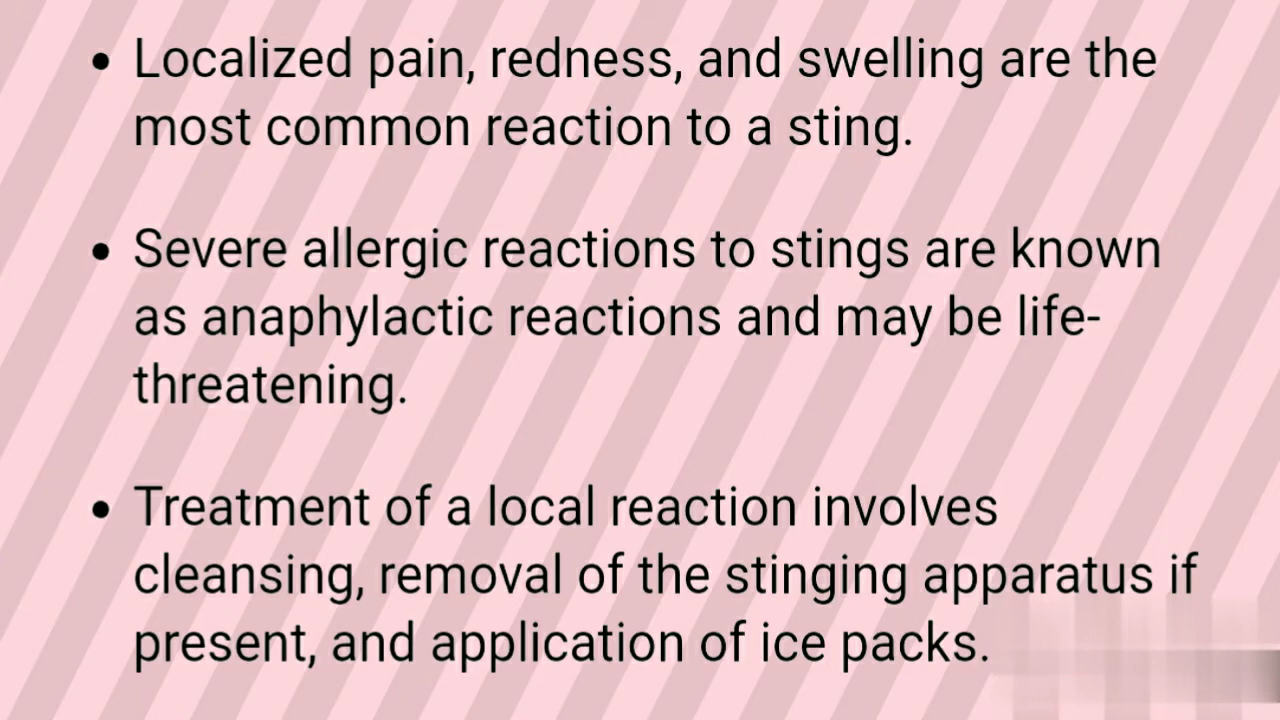 • Localized pain, redness, and swelling are the
most common reaction to a sting.
• Severe allergic reactions to stings are known
as anaphylactic reactions and may be life-
threatening.
• Treatment of a local reaction involves
cleansing, removal of the stinging apparatus if
present, and application of ice packs.